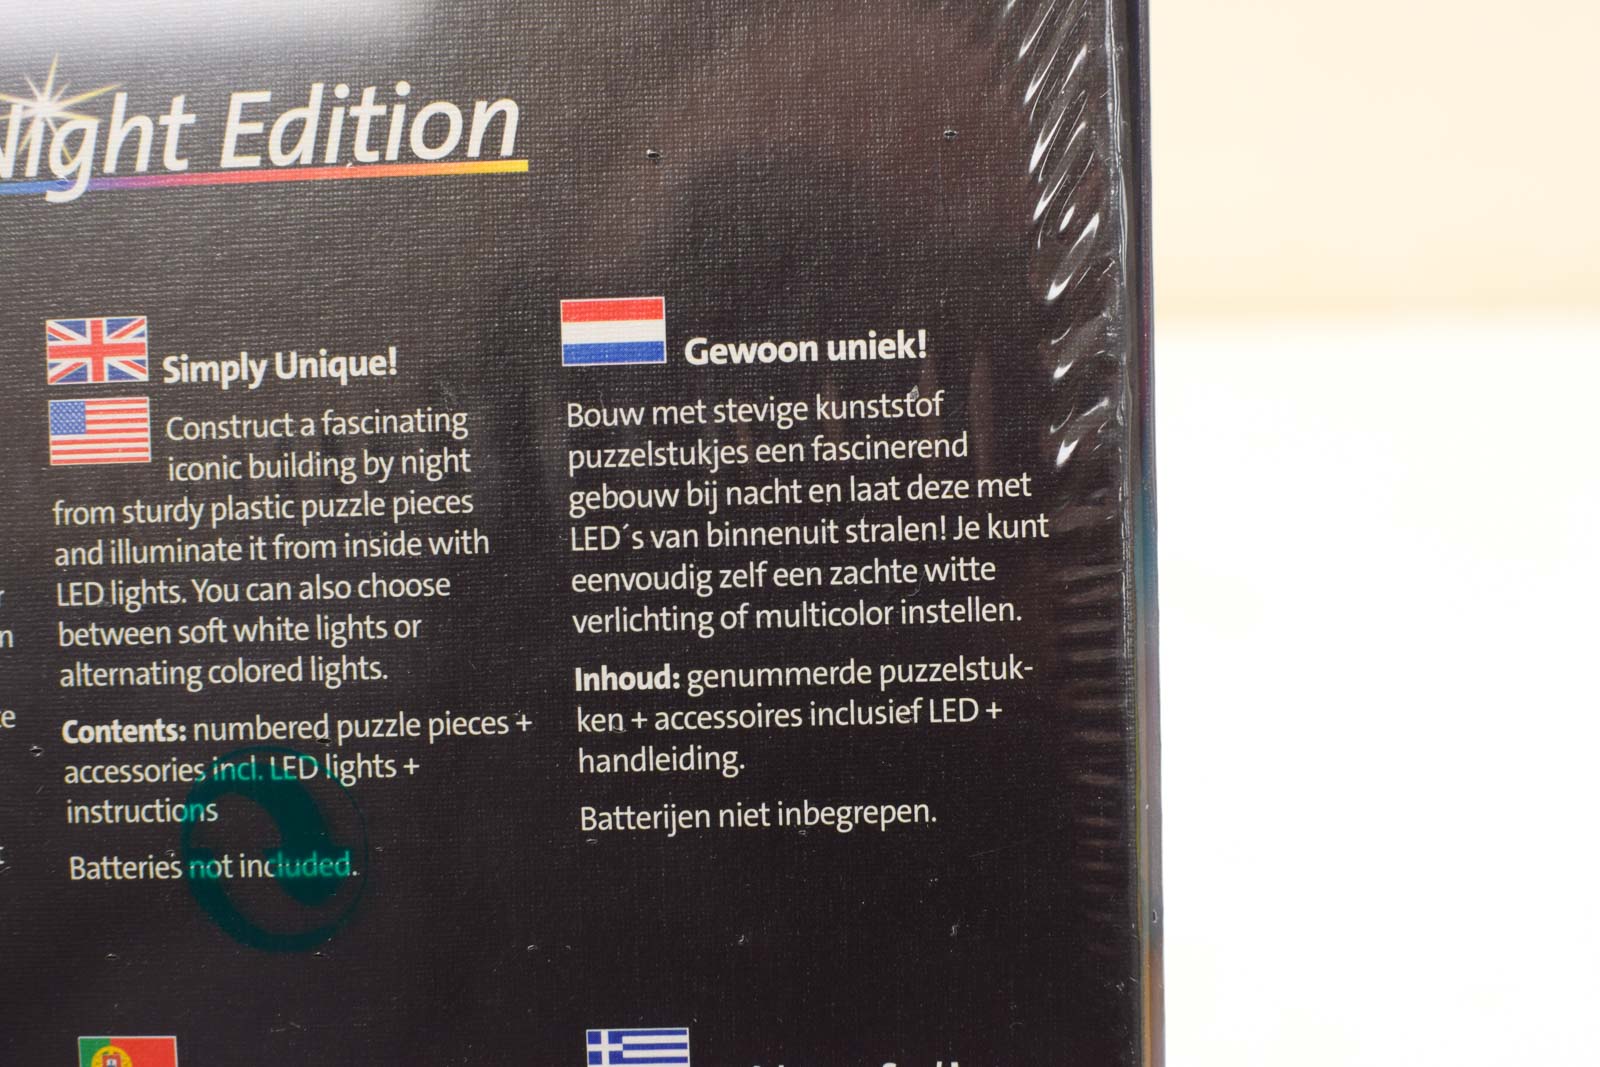 Night Edition
Simply Unique!
Construct a fascinating
iconic building by night
from sturdy plastic puzzle pieces
and illuminate it from inside with
LED lights. You can also choose
between soft white lights or
alternating colored lights.
Contents: numbered puzzle pieces +
accessories incl. LED lights +
instructions
Batteries not included.
Gewoon uniek!
Bouw met stevige kunststof
puzzelstukjes een fascinerend
gebouw bij nacht en laat deze met
LED´s van binnenuit stralen! Je kunt
eenvoudig zelf een zachte witte
verlichting of multicolor instellen.
Inhoud: genummerde puzzelstuk-
ken + accessoires inclusief LED +
handleiding.
Batterijen niet inbegrepen.